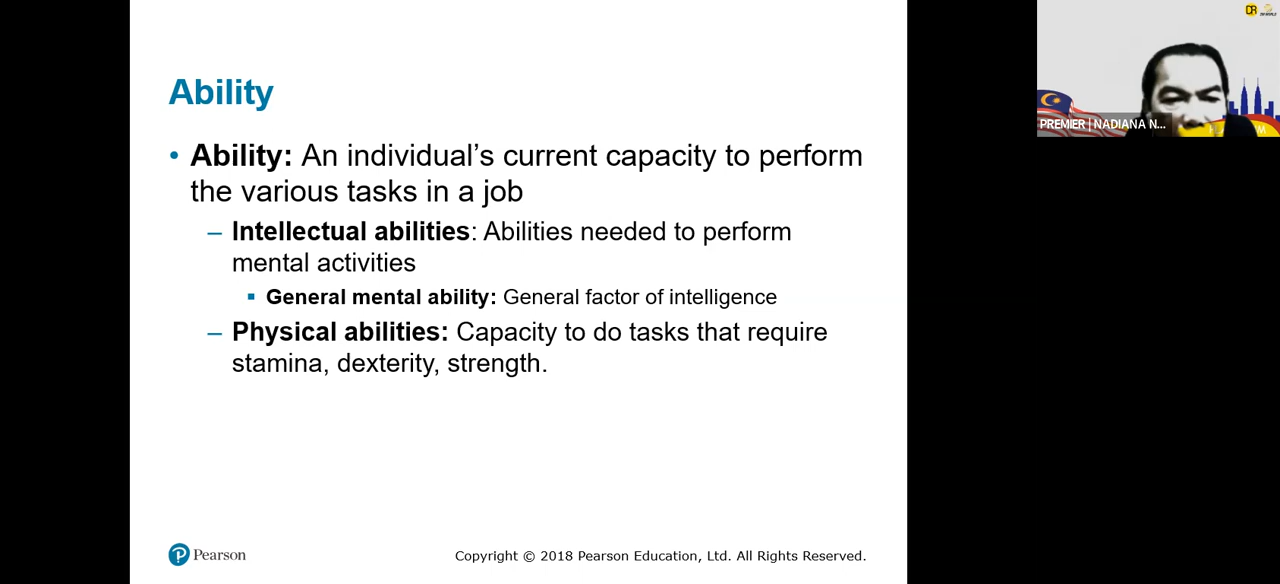 Ability
• Ability: An individual’s current capacity to perform
the various tasks in a job
– Intellectual abilities: Abilities needed to perform
mental activities
▪ General mental ability: General factor of intelligence
– Physical abilities: Capacity to do tasks that require
stamina, dexterity, strength.
Pearson
Copyright © 2018 Pearson Education, Ltd. All Rights Reserved.
DR
PREMIER | NADIANA N...